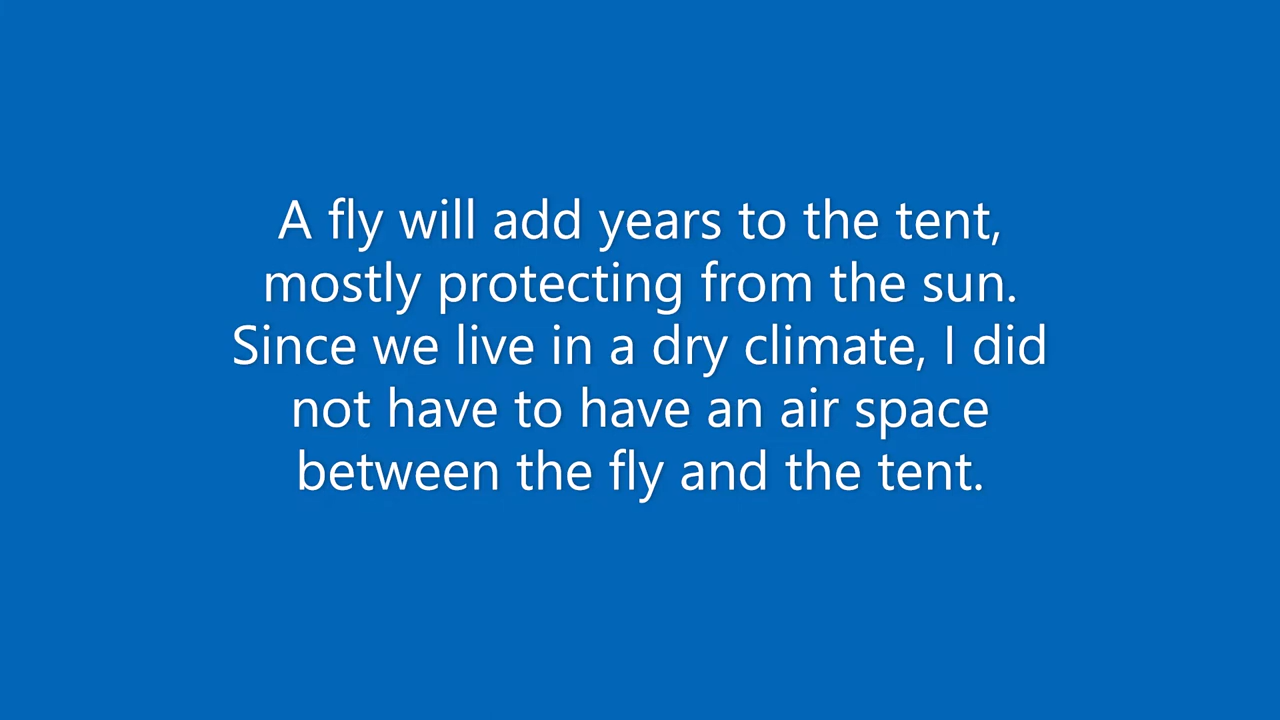 A fly will add years to the tent,
mostly protecting from the sun.
Since we live in a dry climate, I did
not have to have an air space
between the fly and the tent.